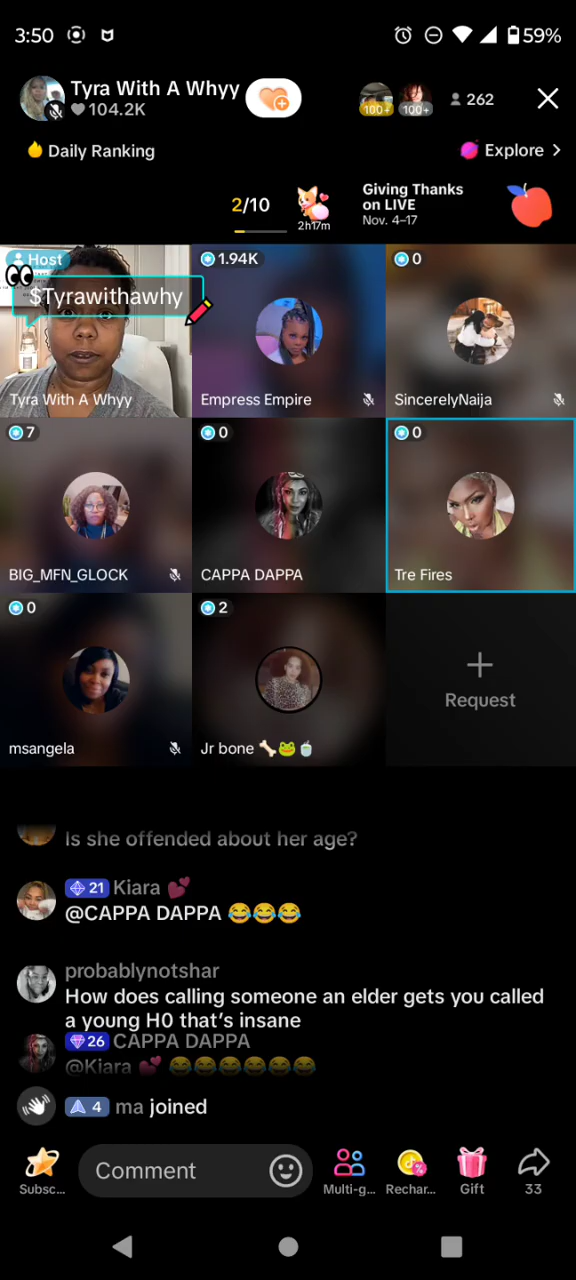 3:50
59%
Tyra With A Whyy
104.2K
100+
100+
262
Daily Ranking
Explore >
2/10
2h17m
Giving Thanks
on LIVE
Nov. 4–17
Host
$Tyrawithawhy
Tyra With A Whyy
1.94K
Empress Empire
0
SincerelyNaija
7
BIG_MFN_GLOCK
0
CAPPA DAPPA
0
Tre Fires
0
msangela
2
Jr bone 🦴🐸🍵
+
Request
Is she offended about her age?
21 Kiara 💕
@CAPPA DAPPA 😂😂😂
probablynotshar
How does calling someone an elder gets you called
a young H0 that's insane
26 CAPPA DAPPA
@Kiara 💕 😂😂😂😂😂😂
4 ma joined
Subsc...
Comment
Multi-g...
Rechar...
Gift
33